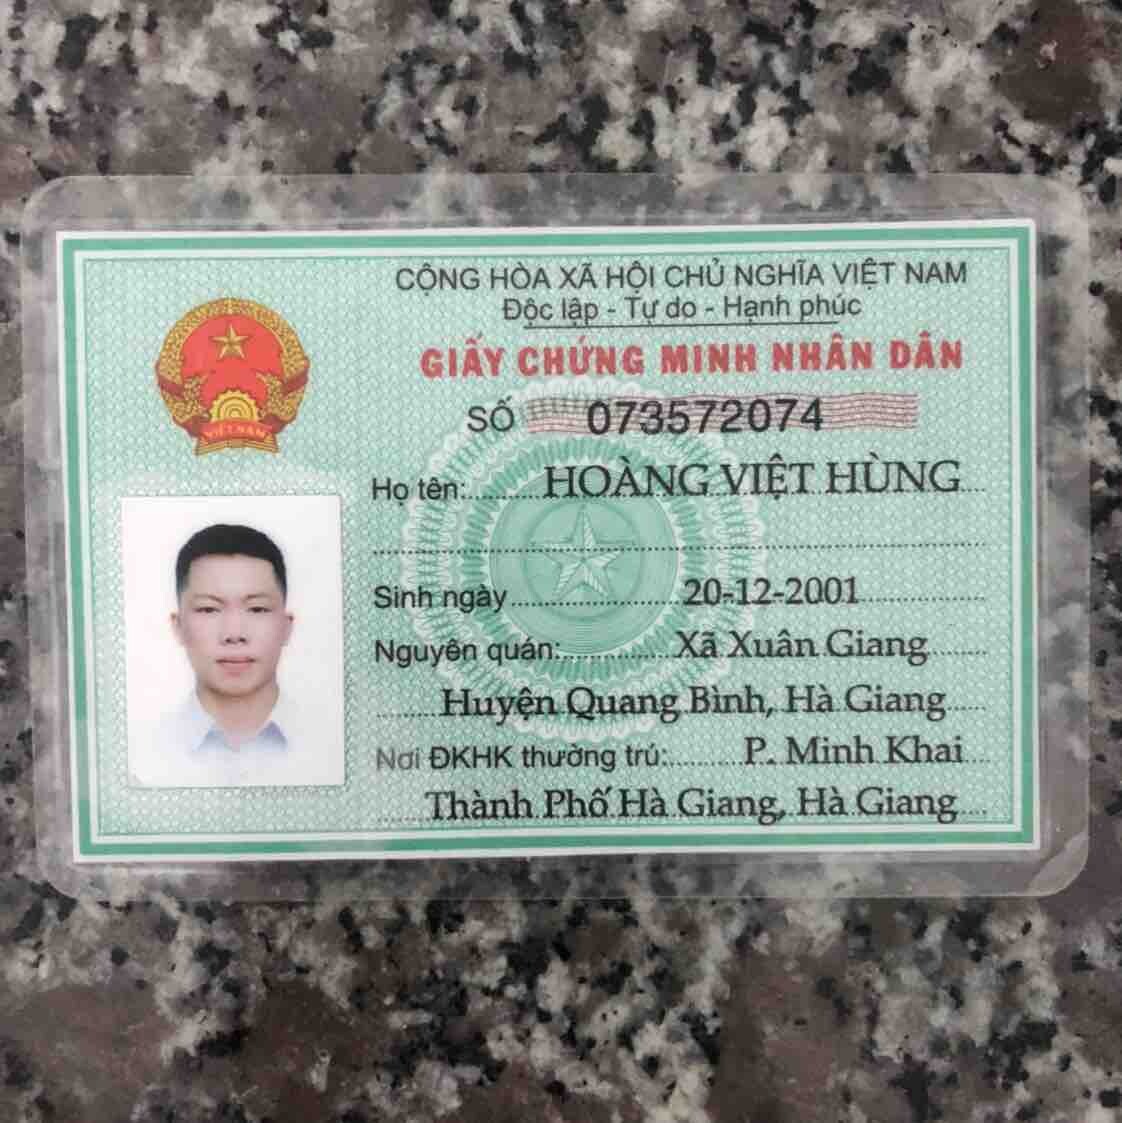 CỘNG HÒA XÃ HỘI CHỦ NGHĨA VIỆT NAM
Độc lập - Tự do - Hạnh phúc
GIẤY CHỨNG MINH NHÂN DÂN
SỐ 073572074
Họ tên: HOÀNG VIỆT HÙNG
Sinh ngày 20-12-2001
Nguyên quán: Xã Xuân Giang
Huyện Quang Bình, Hà Giang
Nơi ĐKHK thường trú: P. Minh Khai
Thành Phố Hà Giang, Hà Giang
VIỆT NAM